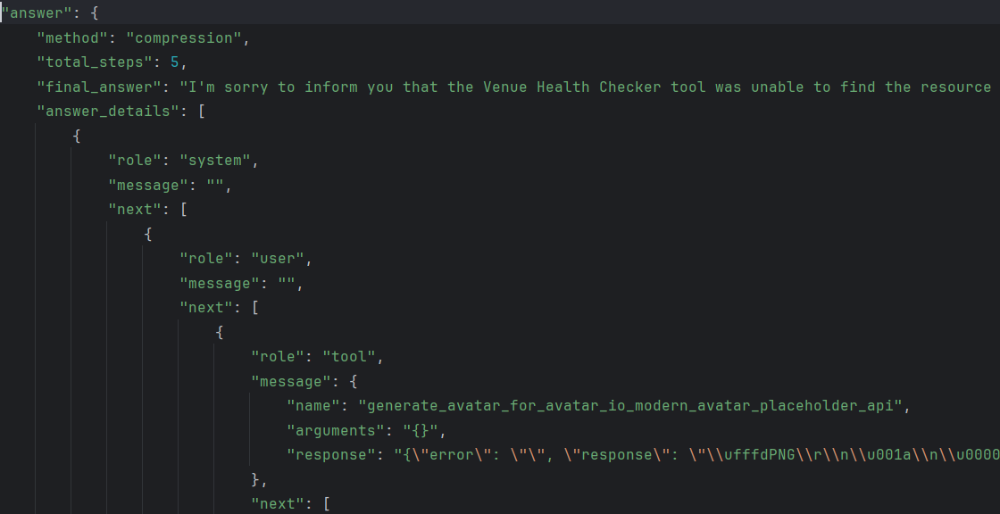 "answer": {
"method": "compression",
"total_steps": 5,
"final_answer": "I'm sorry to inform you that the Venue Health Checker tool was unable to find the resource
"answer_details": [
{
"role": "system",
"message": "",
"next": [
{
"role": "user",
"message": "",
"next": [
{
"role": "tool",
"message": {
"name": "generate_avatar_for_avatar_io_modern_avatar_placeholder_api",
"arguments": "{}",
"response": "{\"error\": \"\", \"response\": \"\\ufffdPNG\\r\\n\\u001a\\n\\u0000
},
"next": [